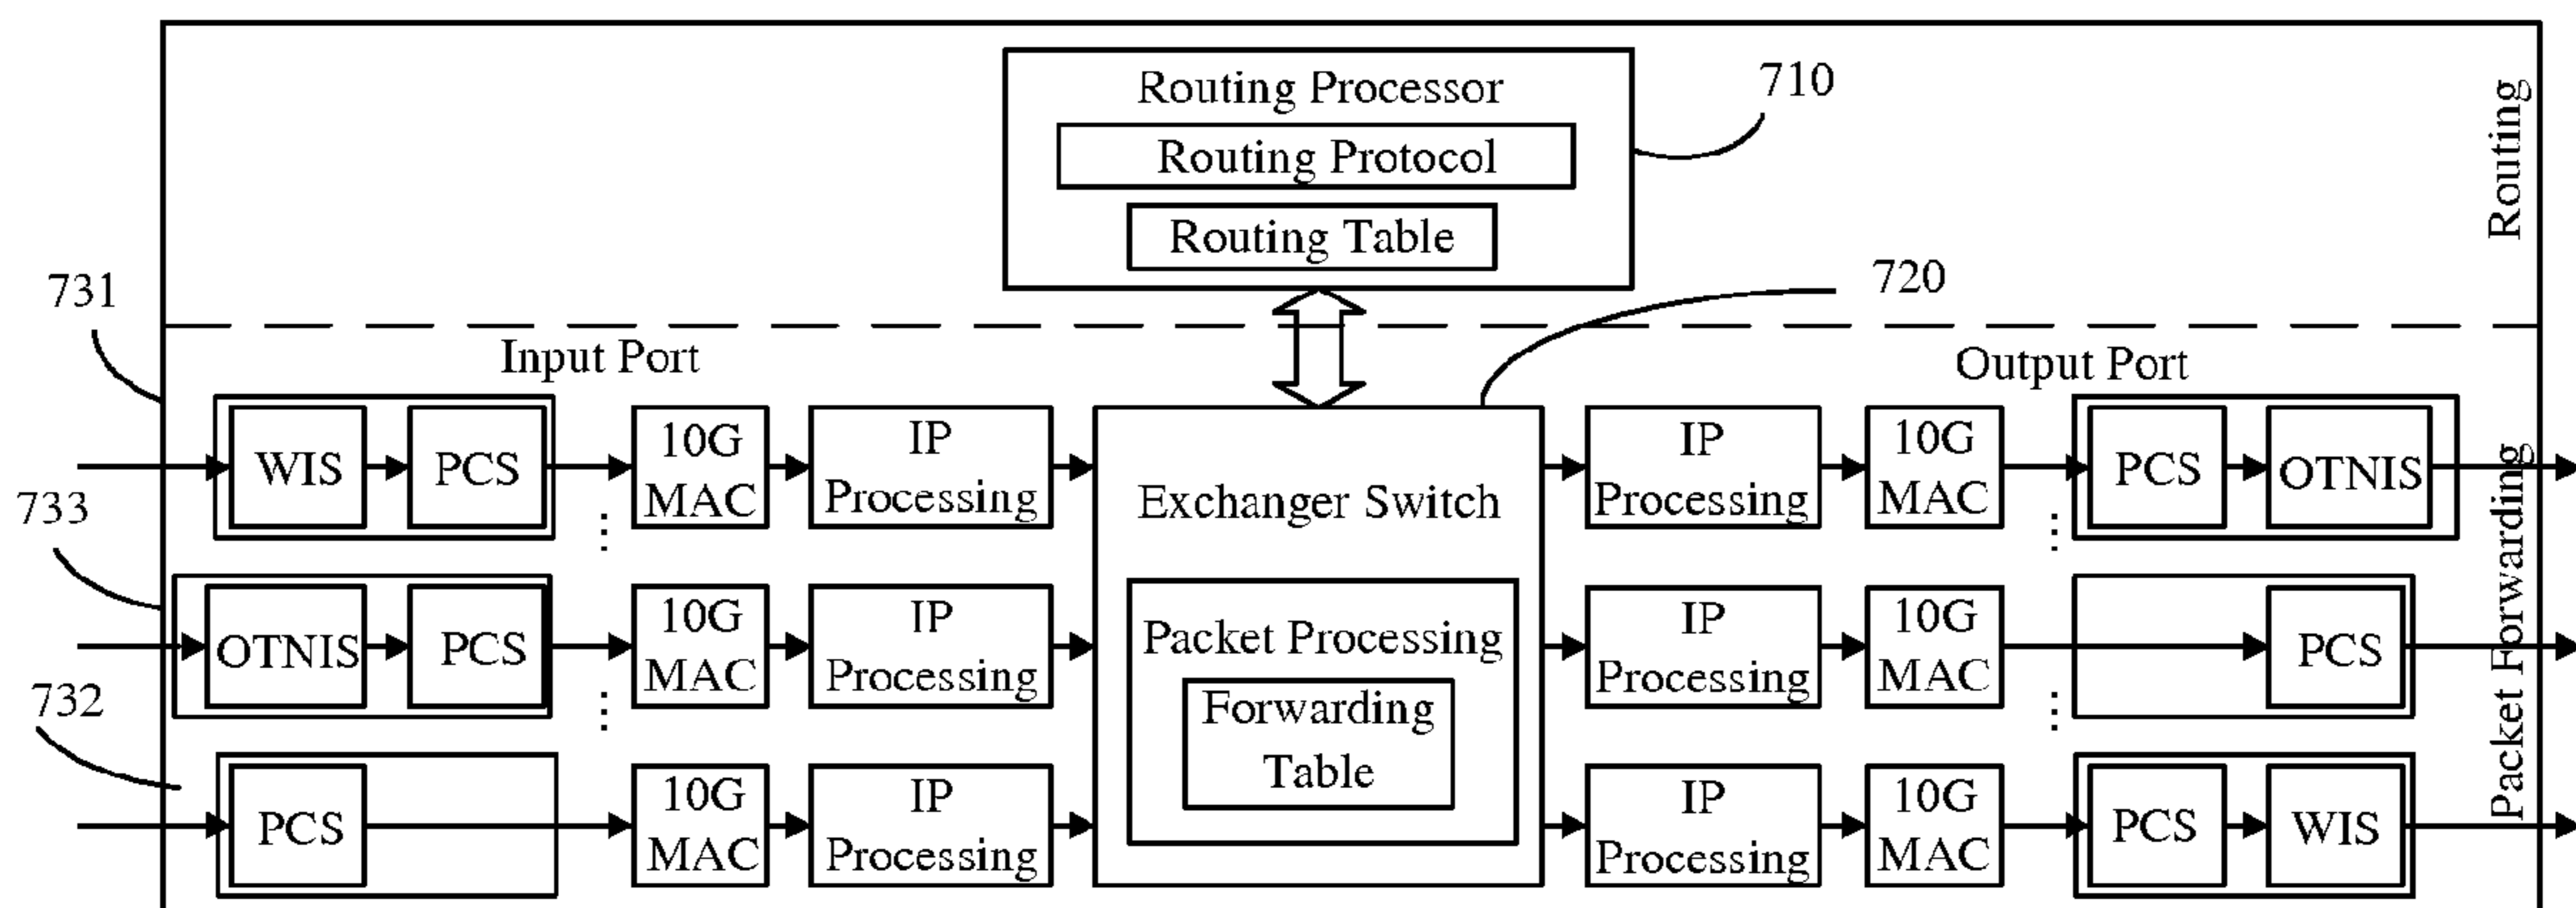 Routing Processor
710
Routing Protocol
Routing Table
Routing
731
720
Input Port
Output Port
WIS
PCS
10G
MAC
IP
Processing
Exchanger Switch
IP
Processing
10G
MAC
PCS
OTNIS
...
...
733
OTNIS
PCS
10G
MAC
IP
Processing
Packet Processing
Forwarding
Table
IP
Processing
10G
MAC
PCS
Packet Forwarding
...
...
732
PCS
10G
MAC
IP
Processing
IP
Processing
10G
MAC
PCS
WIS